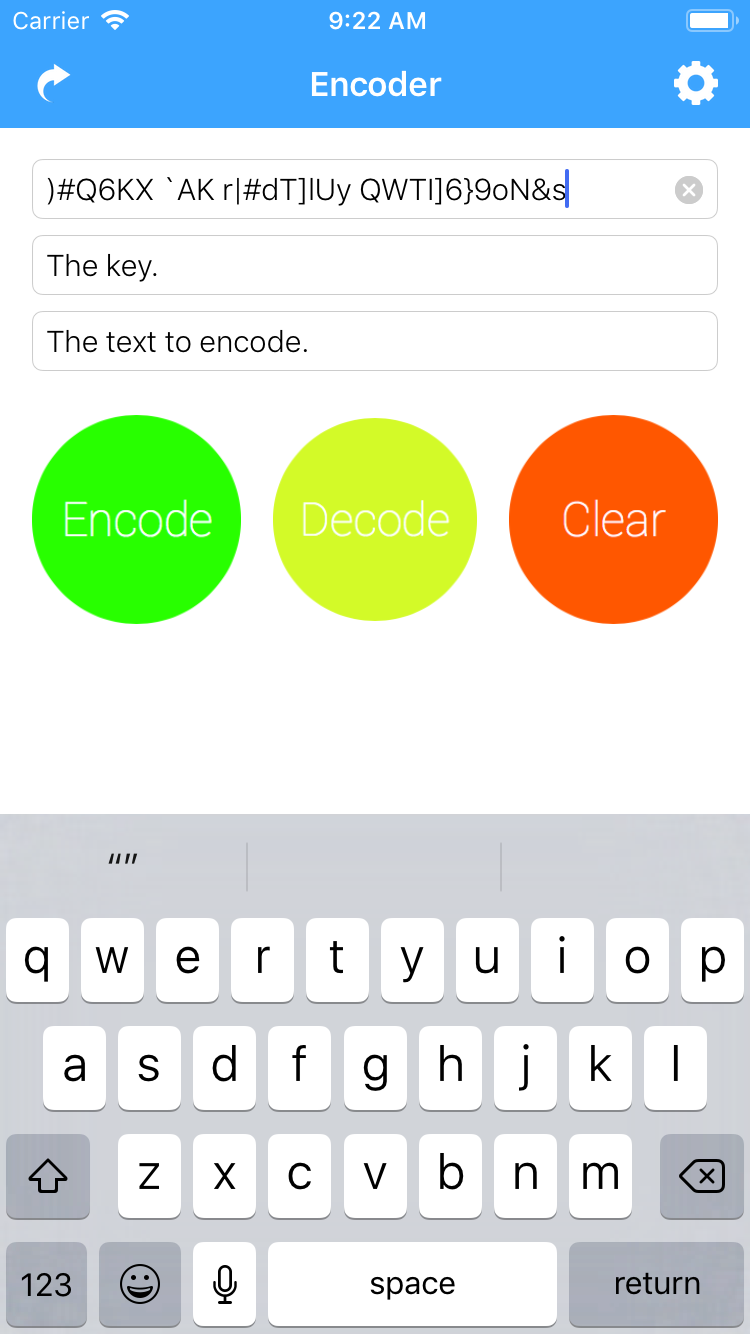 Carrier 9:22 AM
Encoder
)#Q6KX `AK r|#dT]lUy QWTI]6}9oN&s
The key.
The text to encode.
Encode Decode Clear
“”
q w e r t y u i o p
a s d f g h j k l
z x c v b n m
123 space return